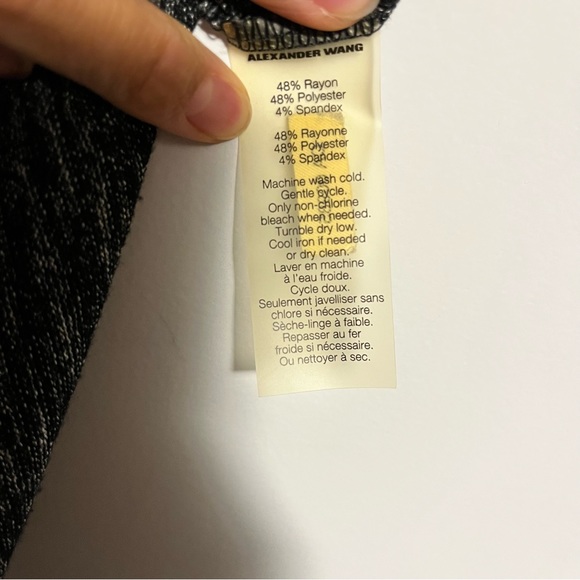 ALEXANDER WANG
48% Rayon
48% Polyester
4% Spandex
48% Rayonne
48% Polyester
4% Spandex
Machine wash cold.
Gentle cycle.
Only non-chlorine
bleach when needed.
Tumble dry low.
Cool iron if needed
or dry clean.
Laver en machine
à l'eau froide.
Cycle doux.
Seulement javelliser sans
chlore si nécessaire.
Sèche-linge à faible.
Repasser au fer
froide si nécessaire.
Ou nettoyer à sec.